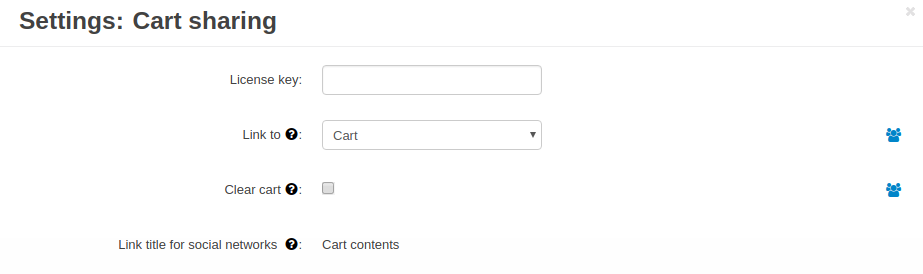 Settings: Cart sharing
License key:
Link to ?:
Cart
Clear cart ?:
Link title for social networks ?: Cart contents